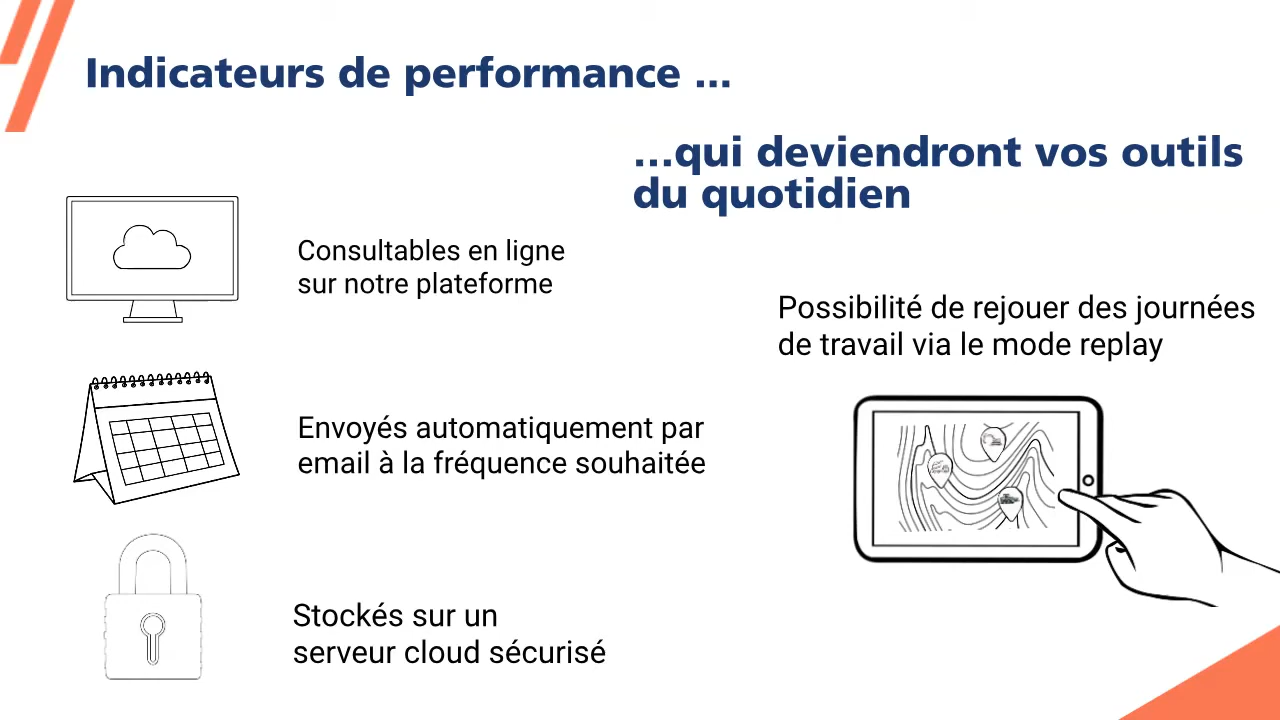 Indicateurs de performance ...
...qui deviendront vos outils
du quotidien
Consultables en ligne
sur notre plateforme
Possibilité de rejouer des journées
de travail via le mode replay
Envoyés automatiquement par
email à la fréquence souhaitée
Stockés sur un
serveur cloud sécurisé